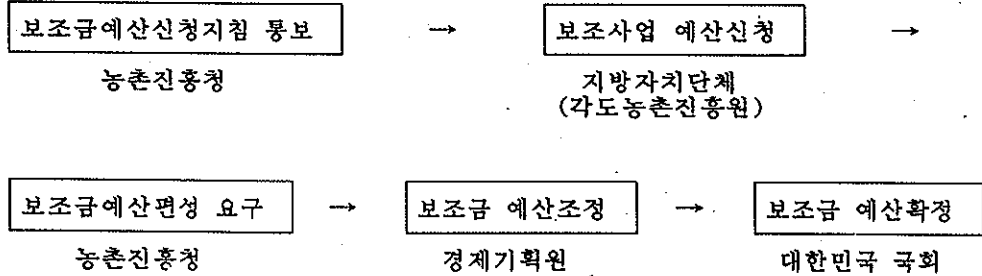 보조금예산신청지침 통보 → 보조사업 예산신청 →
농촌진흥청 지방자치단체
(각도농촌진흥원)
보조금예산편성 요구 → 보조금 예산조정 → 보조금 예산확정
농촌진흥청 경제기획원 대한민국 국회